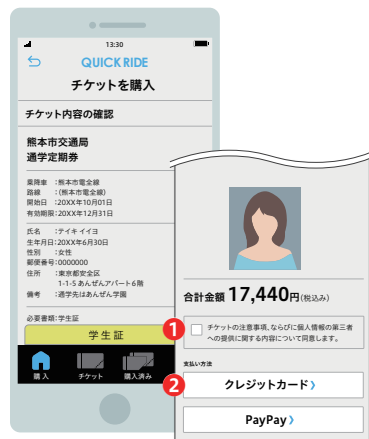 13:30
QUICK RIDE
チケットを購入
チケット内容の確認
熊本市交通局
通学定期券
乗降車 :熊本市電全線
路線 :(熊本市電全線)
開始日 :20XX年10月01日
有効期限:20XX年12月31日
氏名 :テイキ イイヨ
生年月日:20XX年6月30日
性別 :女性
郵便番号:0000000
住所 :東京都安全区
1-1-5 あんぜんアパート6階
備考 :通学先はあんぜん学園
必要書類:学生証
学生証
購入 チケット 購入済み
合計金額 17,440円(税込み)
1 チケットの注意事項、ならびに個人情報の第三者
への提供に関する内容について同意します。
支払い方法
2 クレジットカード 》
PayPay 》